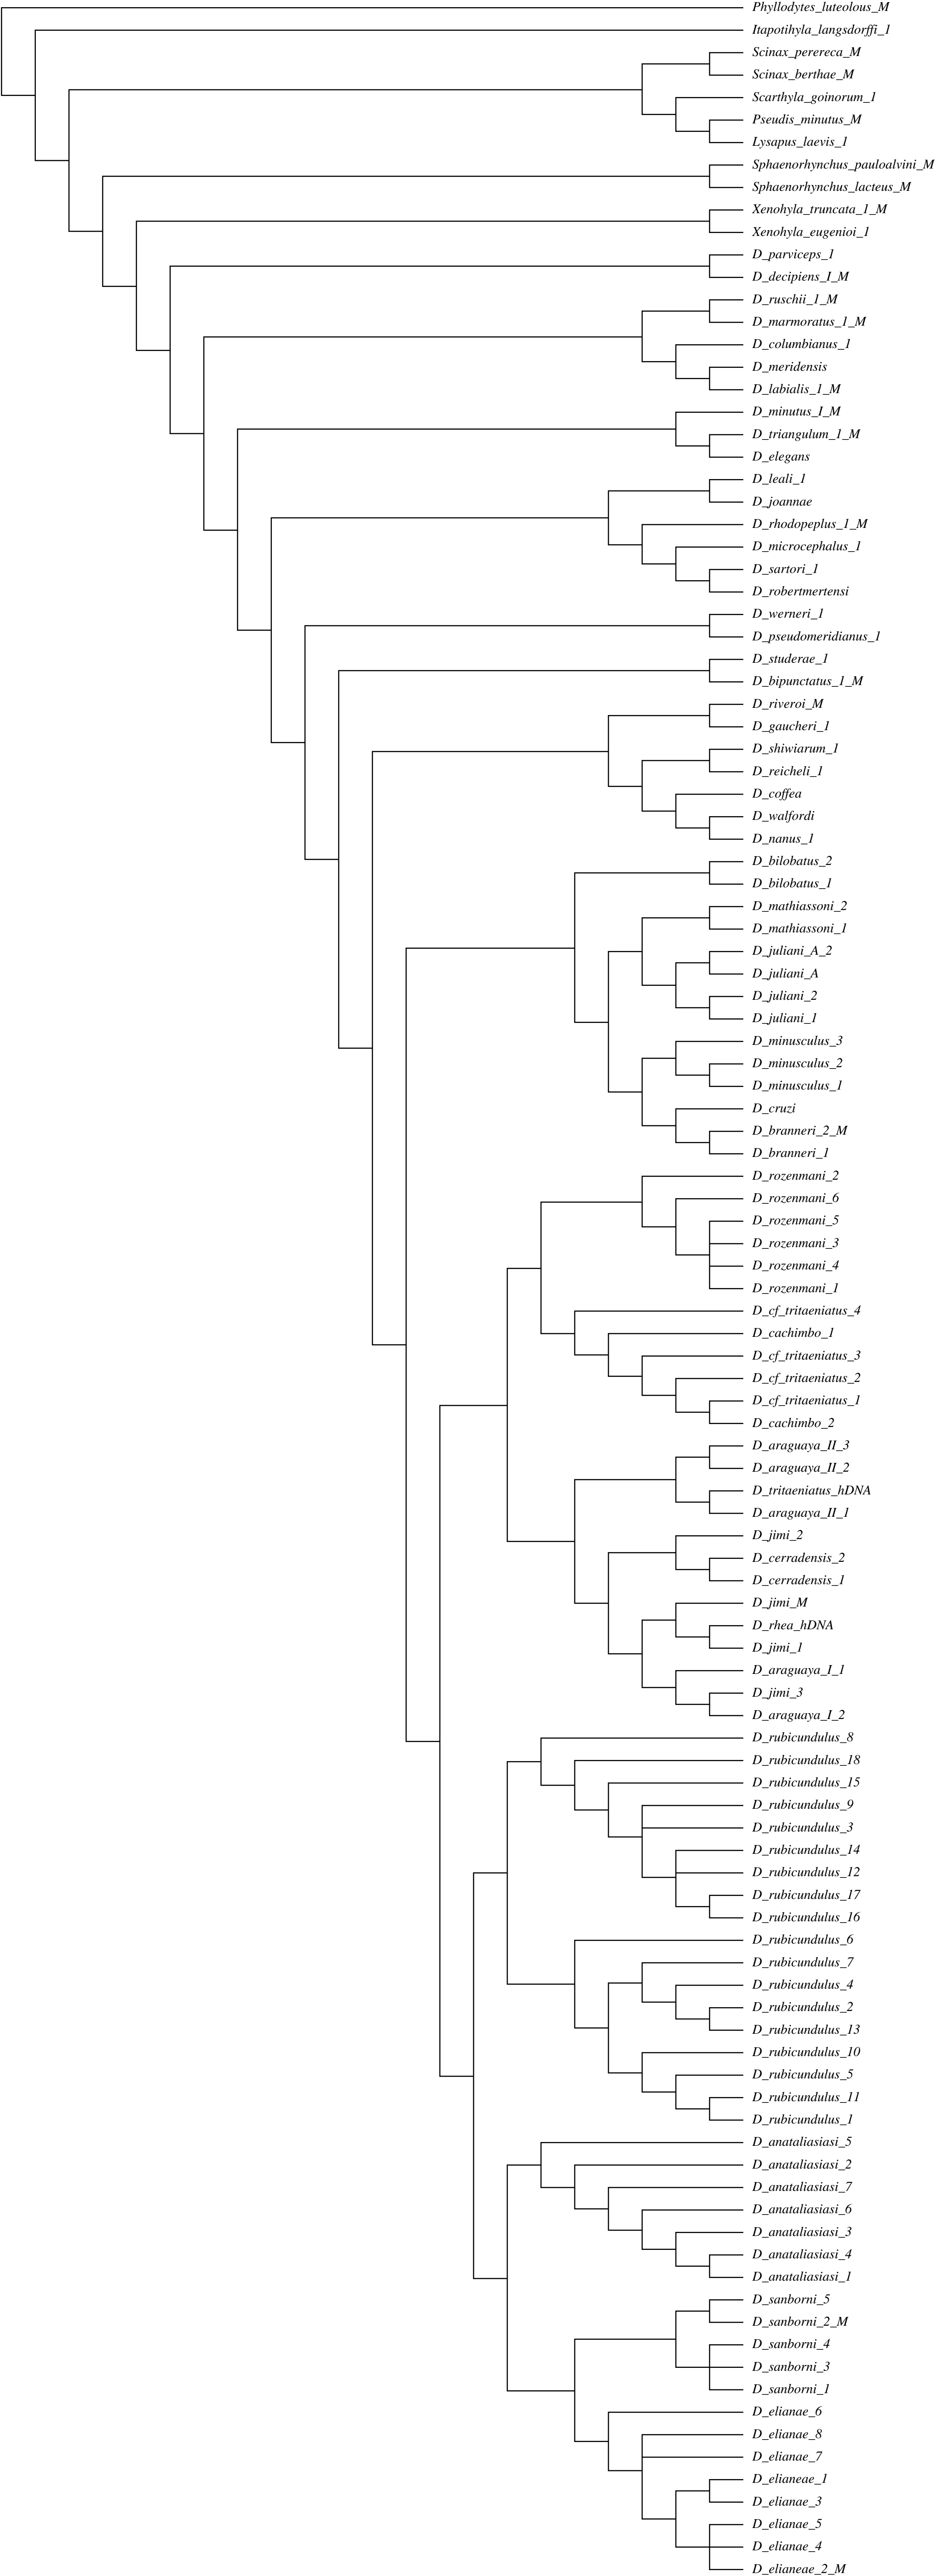 Phyllodytes_luteolous_M
Itapotihyla_langsdorffi_1
Scinax_perereca_M
Scinax_berthae_M
Scarthyla_goinorum_1
Pseudis_minutus_M
Lysapus_laevis_1
Sphaenorhynchus_pauloalvini_M
Sphaenorhynchus_lacteus_M
Xenohyla_truncata_1_M
Xenohyla_eugenioi_1
D_parviceps_1
D_decipiens_I_M
D_ruschii_1_M
D_marmoratus_1_M
D_columbianus_1
D_meridensis
D_labialis_1_M
D_minutus_I_M
D_triangulum_1_M
D_elegans
D_leali_1
D_joannae
D_rhodopeplus_1_M
D_microcephalus_1
D_sartori_1
D_robertmertensi
D_werneri_1
D_pseudomeridianus_1
D_studerae_1
D_bipunctatus_1_M
D_riveroi_M
D_gaucheri_1
D_shiwiarum_1
D_reicheli_1
D_coffea
D_walfordi
D_nanus_1
D_bilobatus_2
D_bilobatus_1
D_mathiassoni_2
D_mathiassoni_1
D_juliani_A_2
D_juliani_A
D_juliani_2
D_juliani_1
D_minusculus_3
D_minusculus_2
D_minusculus_1
D_cruzi
D_branneri_2_M
D_branneri_1
D_rozenmani_2
D_rozenmani_6
D_rozenmani_5
D_rozenmani_3
D_rozenmani_4
D_rozenmani_1
D_cf_tritaeniatus_4
D_cachimbo_1
D_cf_tritaeniatus_3
D_cf_tritaeniatus_2
D_cf_tritaeniatus_1
D_cachimbo_2
D_araguaya_II_3
D_araguaya_II_2
D_tritaeniatus_hDNA
D_araguaya_II_1
D_jimi_2
D_cerradensis_2
D_cerradensis_1
D_jimi_M
D_rhea_hDNA
D_jimi_1
D_araguaya_I_1
D_jimi_3
D_araguaya_I_2
D_rubicundulus_8
D_rubicundulus_18
D_rubicundulus_15
D_rubicundulus_9
D_rubicundulus_3
D_rubicundulus_14
D_rubicundulus_12
D_rubicundulus_17
D_rubicundulus_16
D_rubicundulus_6
D_rubicundulus_7
D_rubicundulus_4
D_rubicundulus_2
D_rubicundulus_13
D_rubicundulus_10
D_rubicundulus_5
D_rubicundulus_11
D_rubicundulus_1
D_anataliasiasi_5
D_anataliasiasi_2
D_anataliasiasi_7
D_anataliasiasi_6
D_anataliasiasi_3
D_anataliasiasi_4
D_anataliasiasi_1
D_sanborni_5
D_sanborni_2_M
D_sanborni_4
D_sanborni_3
D_sanborni_1
D_elianae_6
D_elianae_8
D_elianae_7
D_elianeae_1
D_elianae_3
D_elianae_5
D_elianae_4
D_elianeae_2_M